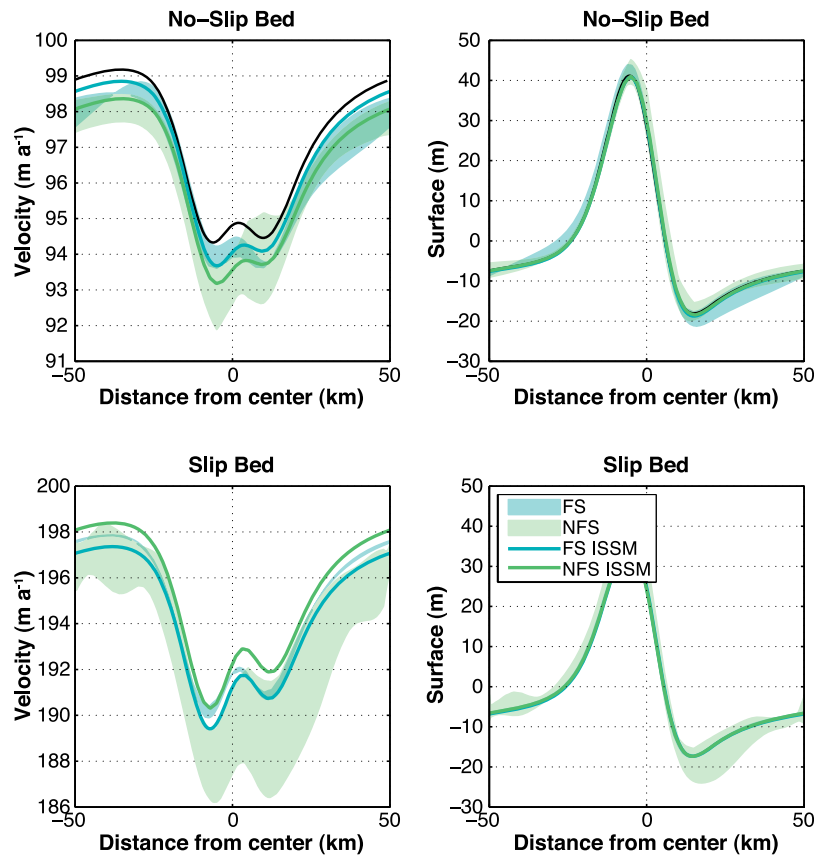 No–Slip Bed
100
99
98
97
96
95
94
93
92
91
Velocity (m a-1)
−50 0 50
Distance from center (km)
No–Slip Bed
50
40
30
20
10
0
−10
−20
−30
Surface (m)
−50 0 50
Distance from center (km)
Slip Bed
200
198
196
194
192
190
188
186
Velocity (m a-1)
−50 0 50
Distance from center (km)
Slip Bed
50
40
30
20
10
0
−10
−20
−30
Surface (m)
FS
NFS
FS ISSM
NFS ISSM
−50 0 50
Distance from center (km)